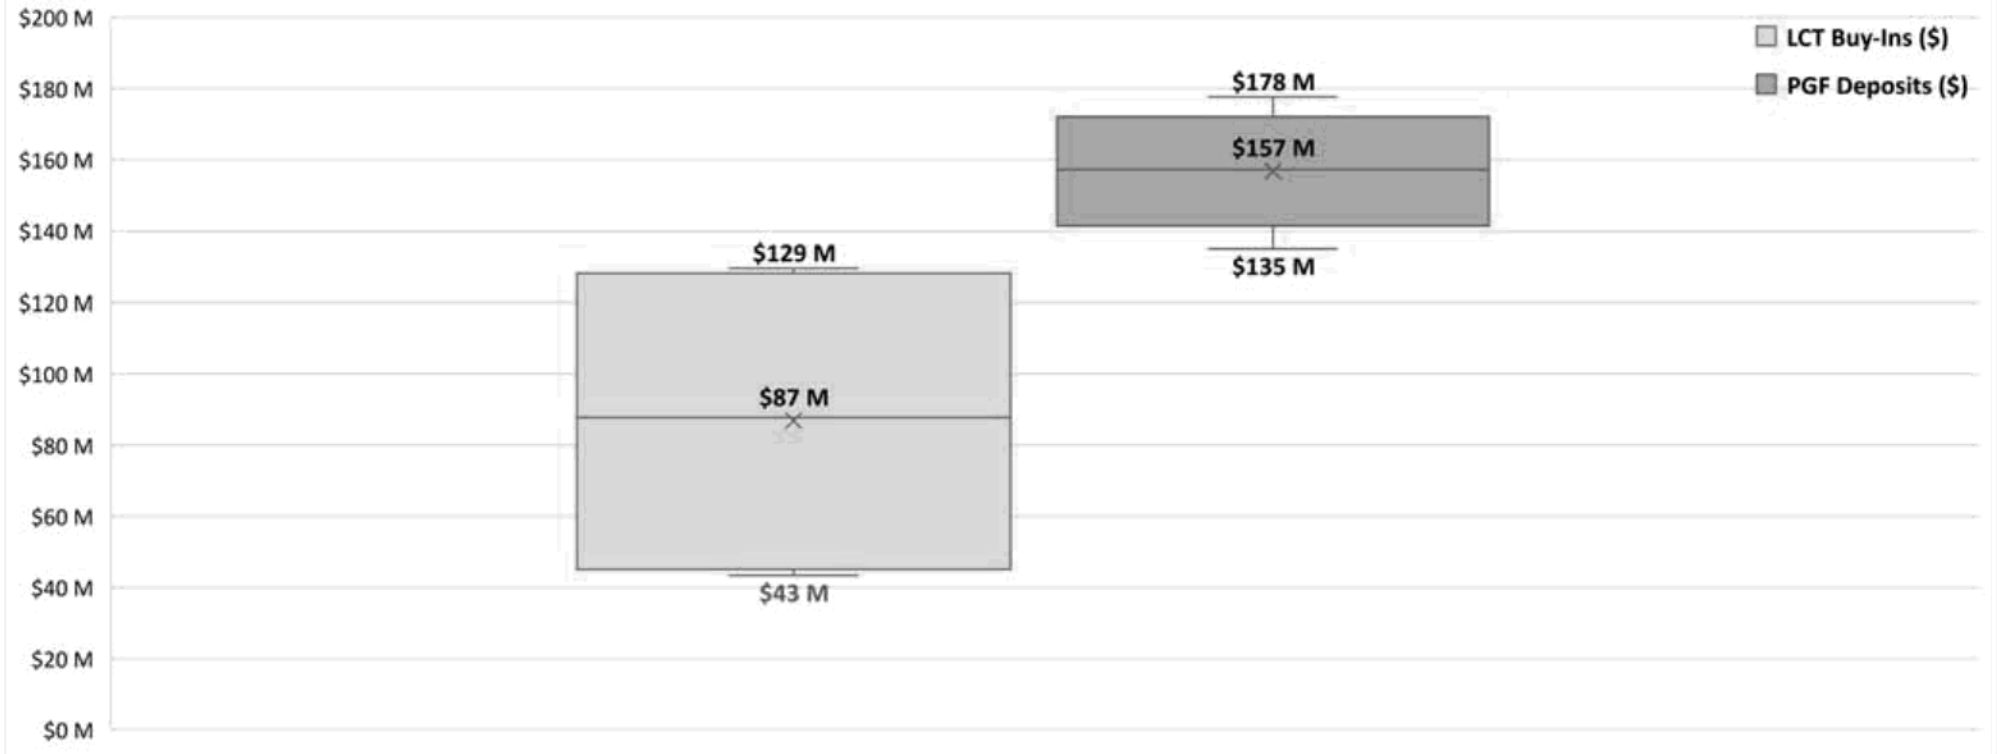 $200 M
$180 M
$160 M
$140 M
$120 M
$100 M
$80 M
$60 M
$40 M
$20 M
$0 M
LCT Buy-Ins ($)
PGF Deposits ($)
$129 M
$87 M
$43 M
$178 M
$157 M
$135 M